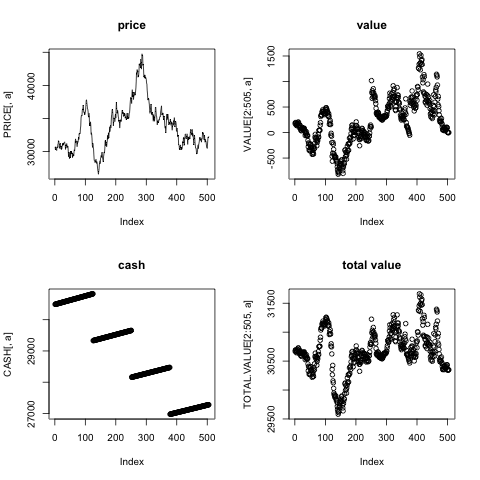 price
value
PRICE[, a]
30000
40000
0
100
200
300
400
500
Index
VALUE[2:505, a]
-500
0
500
1500
0
100
200
300
400
500
Index
cash
total value
CASH[, a]
27000
29000
0
100
200
300
400
500
Index
TOTAL.VALUE[2:505, a]
29500
30500
31500
0
100
200
300
400
500
Index